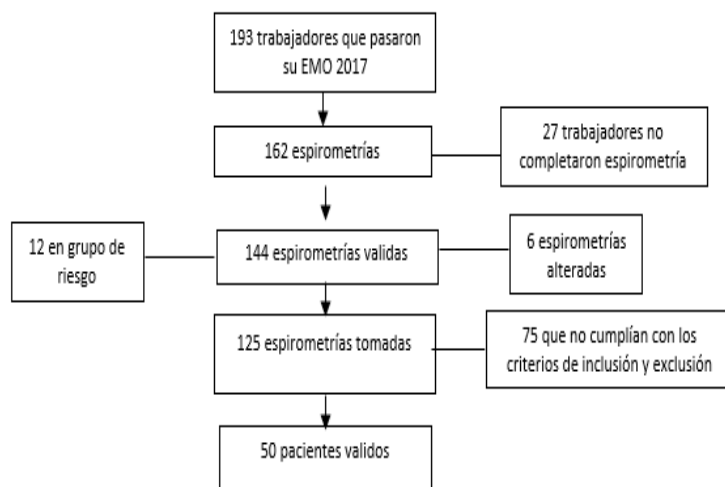 193 trabajadores que pasaron
su EMO 2017
162 espirometrías
27 trabajadores no
completaron espirometría
12 en grupo de
riesgo
144 espirometrías validas
6 espirometrías
alteradas
125 espirometrías tomadas
75 que no cumplían con los
criterios de inclusión y exclusión
50 pacientes validos